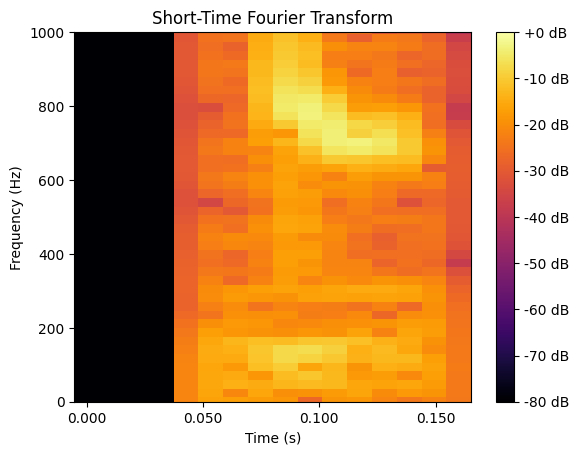 Short-Time Fourier Transform
1000
800
600
400
200
0
Frequency (Hz)
0.000
0.050
0.100
0.150
Time (s)
+0 dB
-10 dB
-20 dB
-30 dB
-40 dB
-50 dB
-60 dB
-70 dB
-80 dB